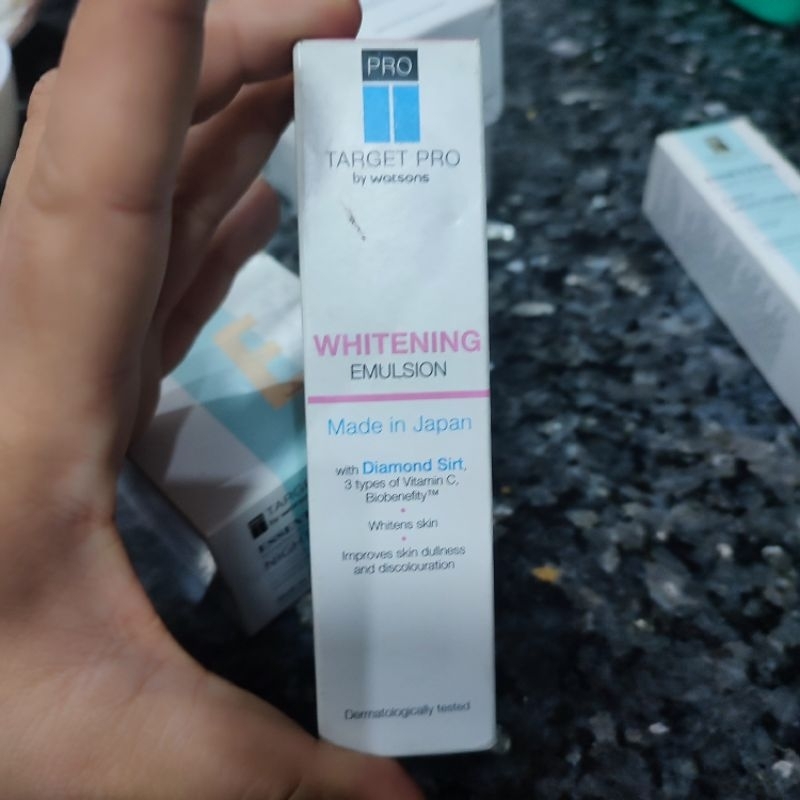 PRO
TARGET PRO
by watsons
WHITENING
EMULSION
Made in Japan
with Diamond Sirt,
3 types of Vitamin C,
Biobenefity™
Whitens skin
Improves skin dullness
and discolouration
Dermatologically tested